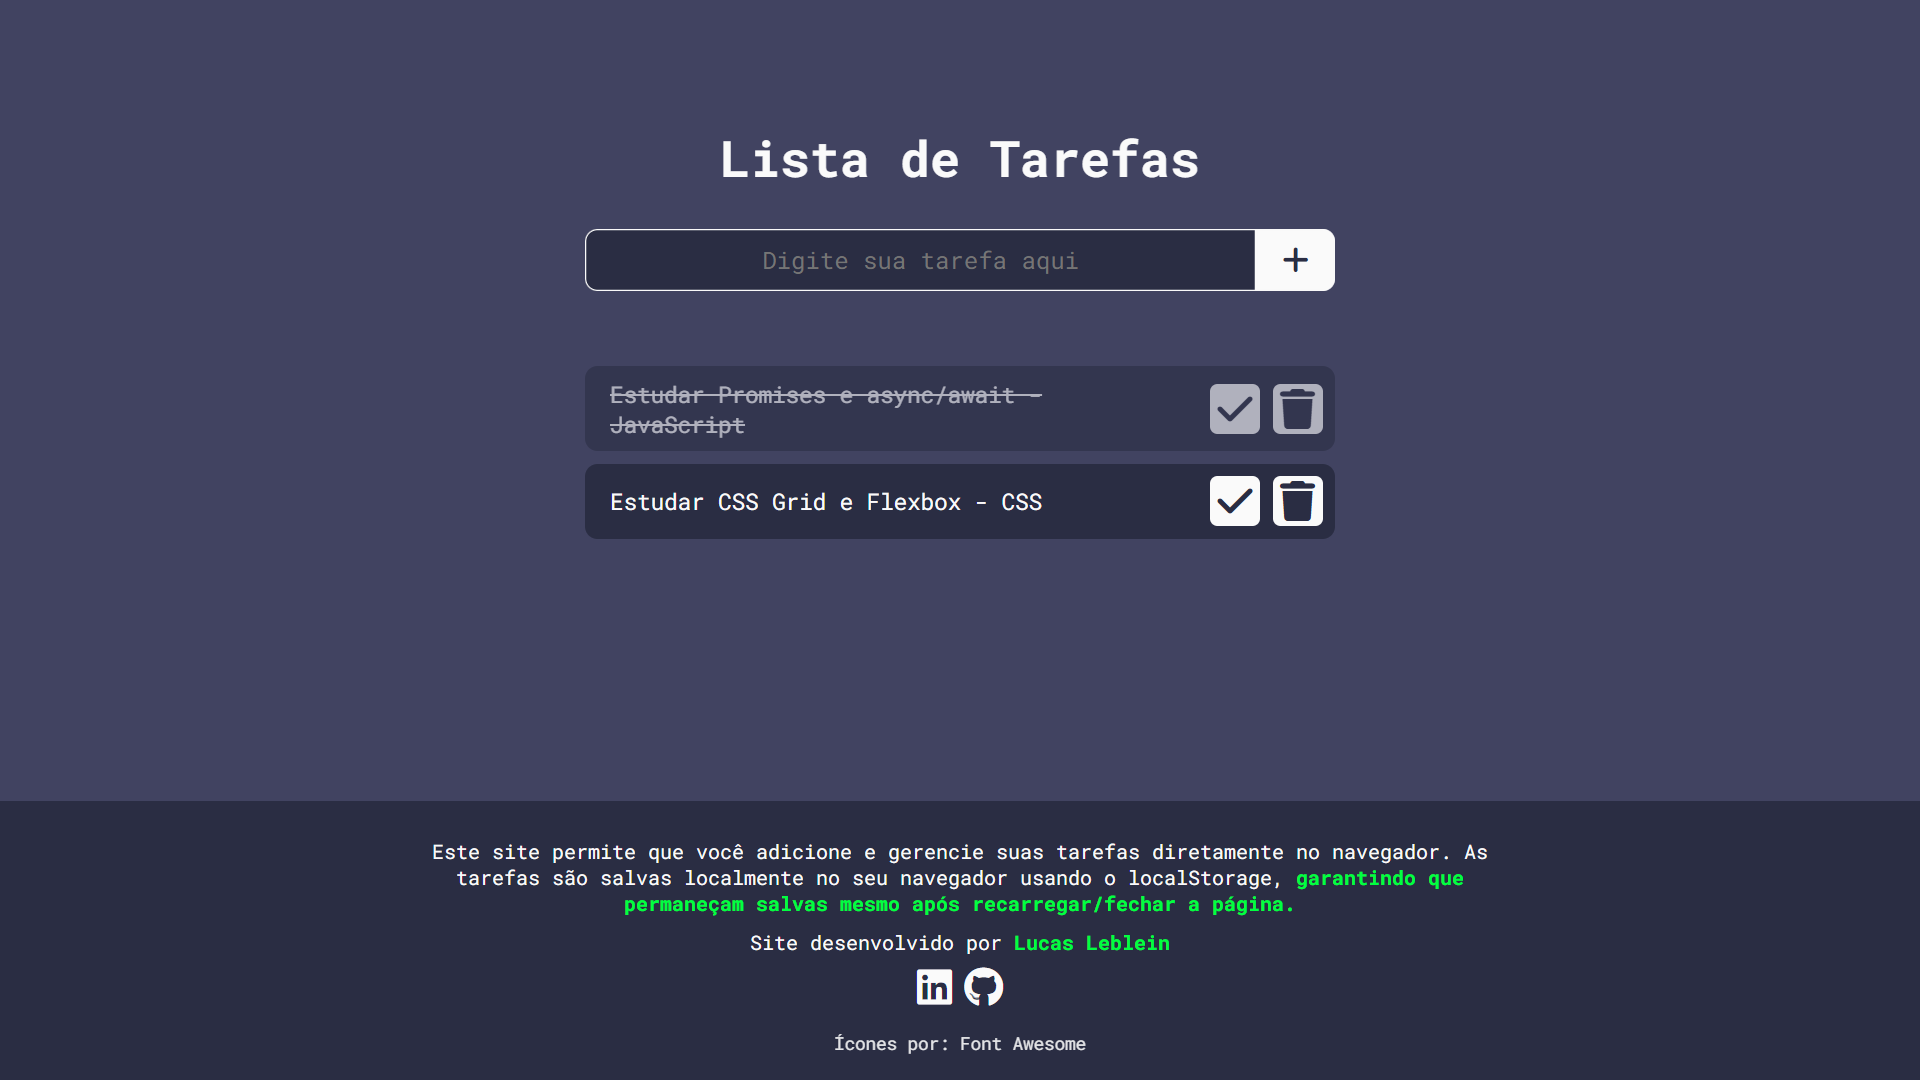 Lista de Tarefas
Digite sua tarefa aqui
Estudar Promises e async/await -
JavaScript
Estudar CSS Grid e Flexbox - CSS
Este site permite que você adicione e gerencie suas tarefas diretamente no navegador. As
tarefas são salvas localmente no seu navegador usando o localStorage, garantindo que
permaneçam salvas mesmo após recarregar/fechar a página.
Site desenvolvido por Lucas Leblein
in
Ícones por: Font Awesome